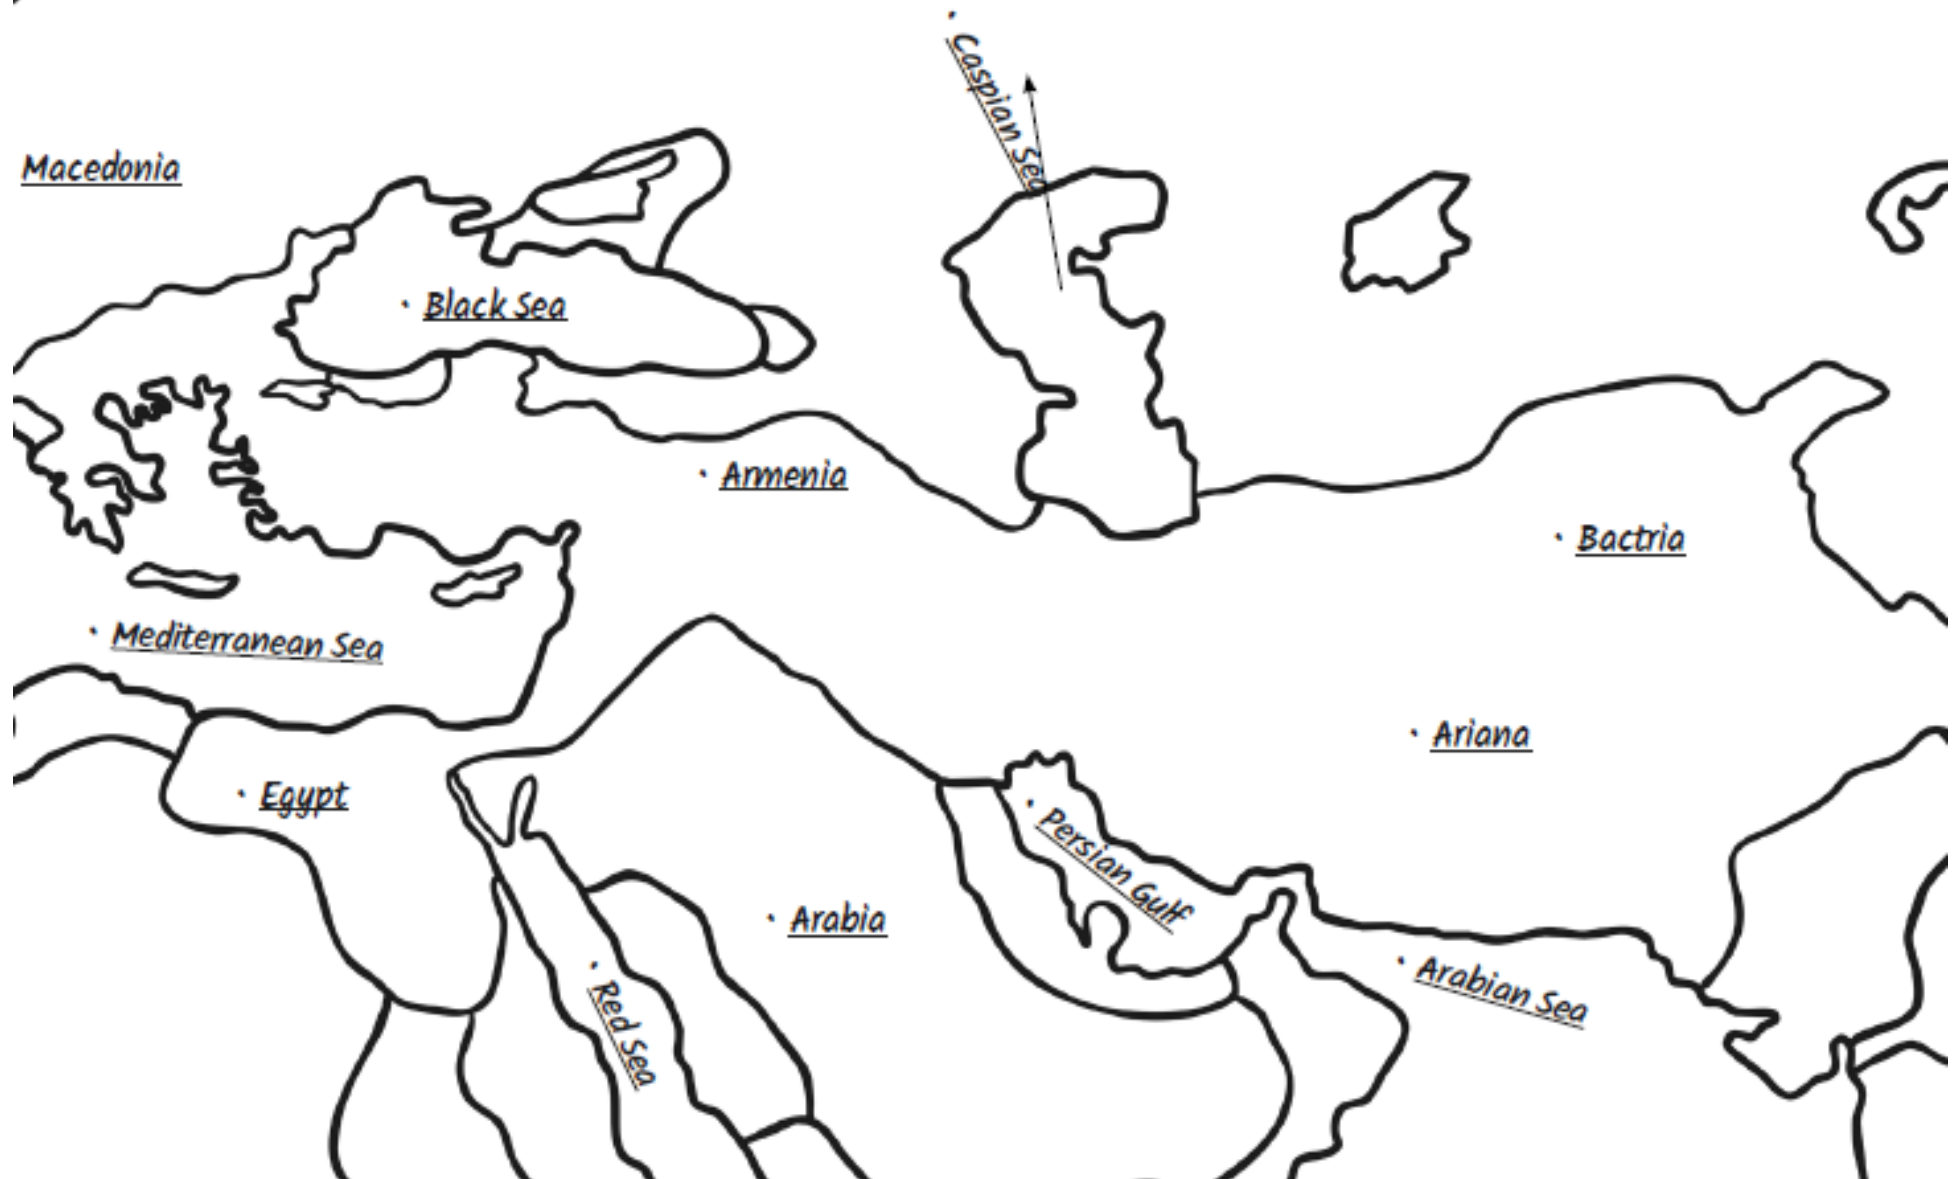 Caspian Sea
Macedonia
Black Sea
Armenia
Bactria
Mediterranean Sea
Ariana
Egypt
Persian Gulf
Arabia
Arabian Sea
Red Sea